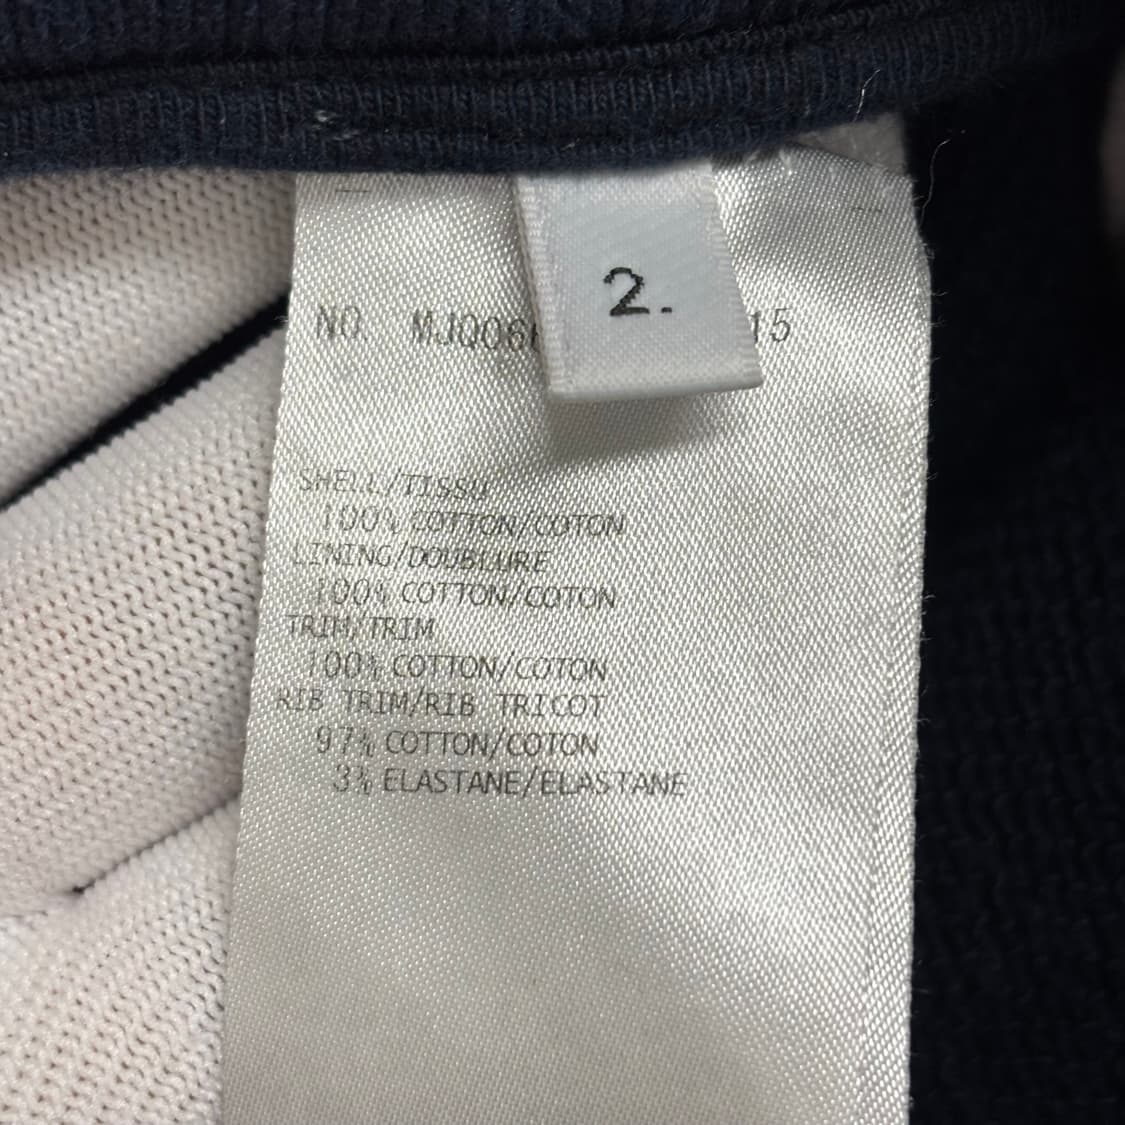 2.
NO. MJQ06 15
SHELL/TISSU
100% COTTON/COTON
LINING/DOUBLURE
100% COTTON/COTON
TRIM/TRIM
100% COTTON/COTON
RIB TRIM/RIB TRICOT
97% COTTON/COTON
3% ELASTANE/ELASTANE